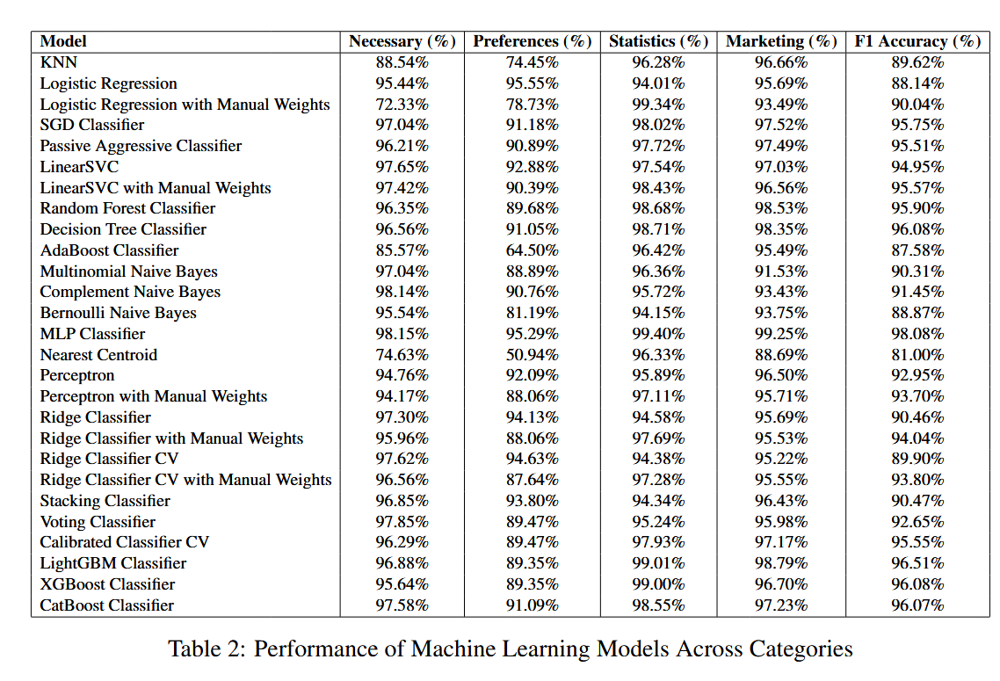 Model Necessary (%) Preferences (%) Statistics (%) Marketing (%) F1 Accuracy (%)
KNN 88.54% 74.45% 96.28% 96.66% 89.62%
Logistic Regression 95.44% 95.55% 94.01% 95.69% 88.14%
Logistic Regression with Manual Weights 72.33% 78.73% 99.34% 93.49% 90.04%
SGD Classifier 97.04% 91.18% 98.02% 97.52% 95.75%
Passive Aggressive Classifier 96.21% 90.89% 97.72% 97.49% 95.51%
LinearSVC 97.65% 92.88% 97.54% 97.03% 94.95%
LinearSVC with Manual Weights 97.42% 90.39% 98.43% 96.56% 95.57%
Random Forest Classifier 96.35% 89.68% 98.68% 98.53% 95.90%
Decision Tree Classifier 96.56% 91.05% 98.71% 98.35% 96.08%
AdaBoost Classifier 85.57% 64.50% 96.42% 95.49% 87.58%
Multinomial Naive Bayes 97.04% 88.89% 96.36% 91.53% 90.31%
Complement Naive Bayes 98.14% 90.76% 95.72% 93.43% 91.45%
Bernoulli Naive Bayes 95.54% 81.19% 94.15% 93.75% 88.87%
MLP Classifier 98.15% 95.29% 99.40% 99.25% 98.08%
Nearest Centroid 74.63% 50.94% 96.33% 88.69% 81.00%
Perceptron 94.76% 92.09% 95.89% 96.50% 92.95%
Perceptron with Manual Weights 94.17% 88.06% 97.11% 95.71% 93.70%
Ridge Classifier 97.30% 94.13% 94.58% 95.69% 90.46%
Ridge Classifier with Manual Weights 95.96% 88.06% 97.69% 95.53% 94.04%
Ridge Classifier CV 97.62% 94.63% 94.38% 95.22% 89.90%
Ridge Classifier CV with Manual Weights 96.56% 87.64% 97.28% 95.55% 93.80%
Stacking Classifier 96.85% 93.80% 94.34% 96.43% 90.47%
Voting Classifier 97.85% 89.47% 95.24% 95.98% 92.65%
Calibrated Classifier CV 96.29% 89.47% 97.93% 97.17% 95.55%
LightGBM Classifier 96.88% 89.35% 99.01% 98.79% 96.51%
XGBoost Classifier 95.64% 89.35% 99.00% 96.70% 96.08%
CatBoost Classifier 97.58% 91.09% 98.55% 97.23% 96.07%
Table 2: Performance of Machine Learning Models Across Categories